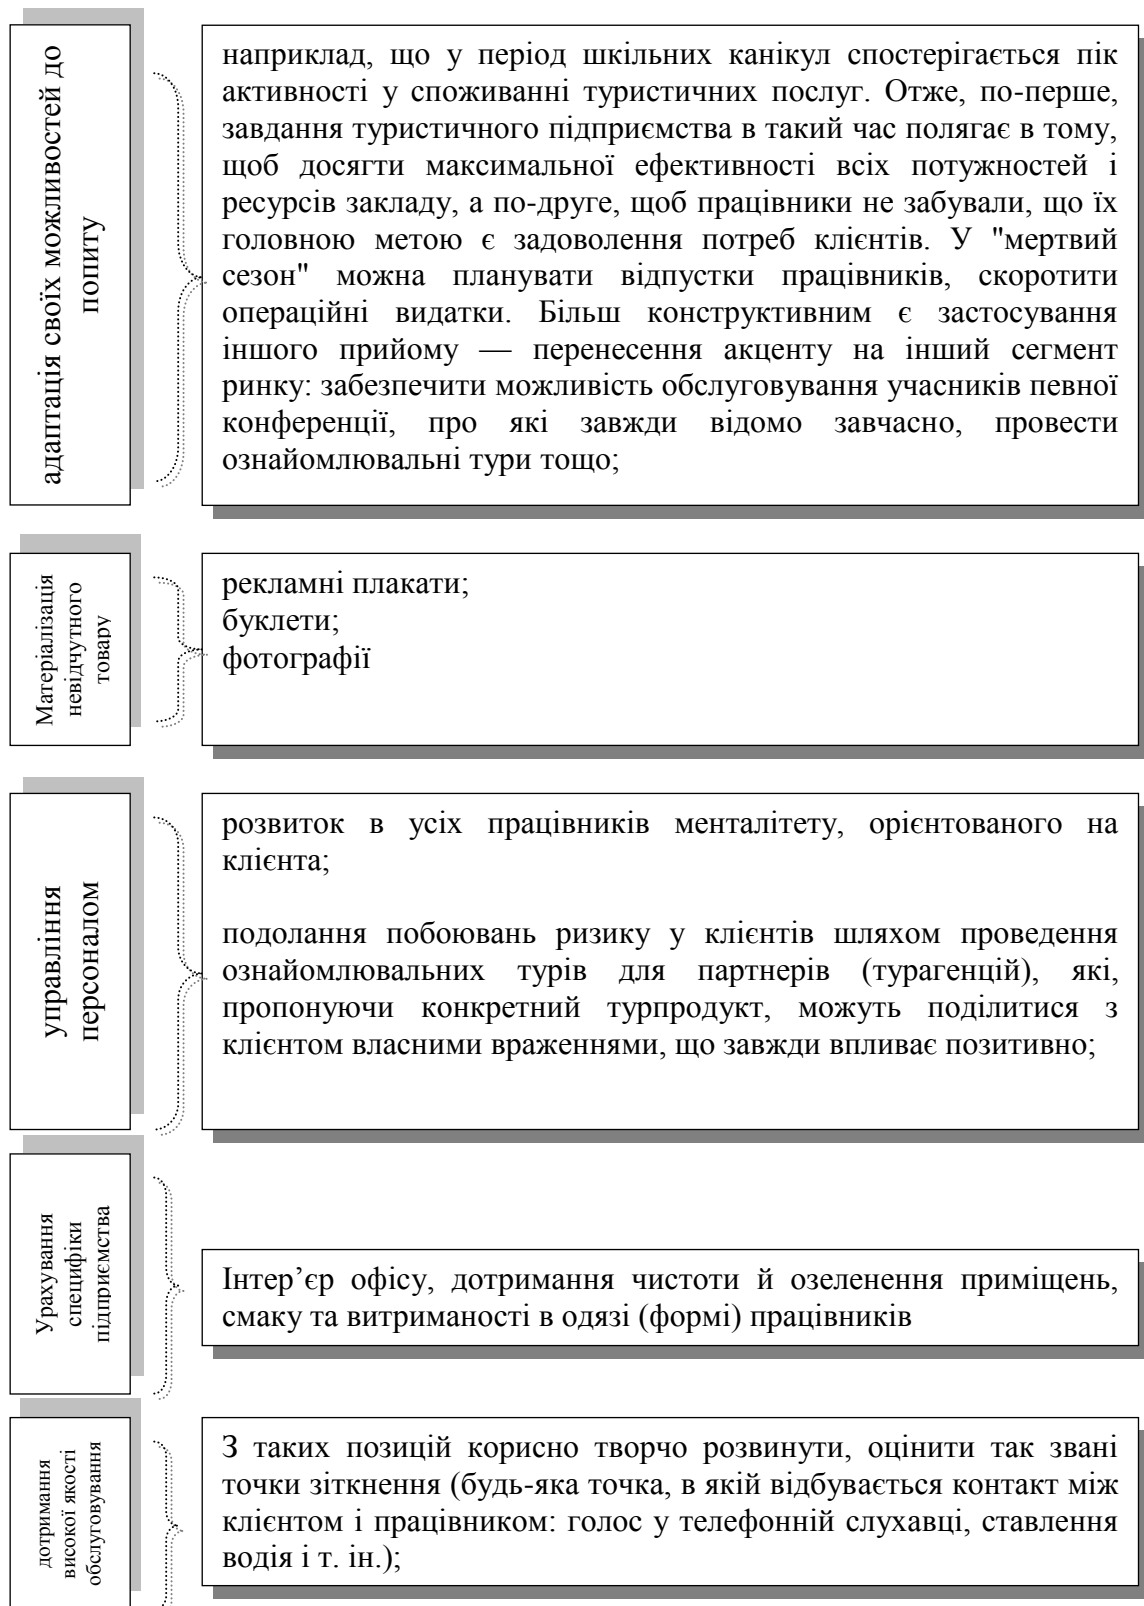 адаптація своїх можливостей до
попиту
наприклад, що у період шкільних канікул спостерігається пік
активності у споживанні туристичних послуг. Отже, по-перше,
завдання туристичного підприємства в такий час полягає в тому,
щоб досягти максимальної ефективності всіх потужностей і
ресурсів закладу, а по-друге, щоб працівники не забували, що їх
головною метою є задоволення потреб клієнтів. У "мертвий
сезон" можна планувати відпустки працівників, скоротити
операційні видатки. Більш конструктивним є застосування
іншого прийому — перенесення акценту на інший сегмент
ринку: забезпечити можливість обслуговування учасників певної
конференції, про які завжди відомо завчасно, провести
ознайомлювальні тури тощо;
Матеріалізація
невідчутного
товару
рекламні плакати;
буклети;
фотографії
управління
персоналом
розвиток в усіх працівників менталітету, орієнтованого на
клієнта;
подолання побоювань ризику у клієнтів шляхом проведення
ознайомлювальних турів для партнерів (турагенцій), які,
пропонуючи конкретний турпродукт, можуть поділитися з
клієнтом власними враженнями, що завжди впливає позитивно;
Урахування
специфіки
підприємства
Інтер’єр офісу, дотримання чистоти й озеленення приміщень,
смаку та витриманості в одязі (формі) працівників
дотримання
високої якості
обслуговування
З таких позицій корисно творчо розвинути, оцінити так звані
точки зіткнення (будь-яка точка, в якій відбувається контакт між
клієнтом і працівником: голос у телефонній слухавці, ставлення
водія і т. ін.);